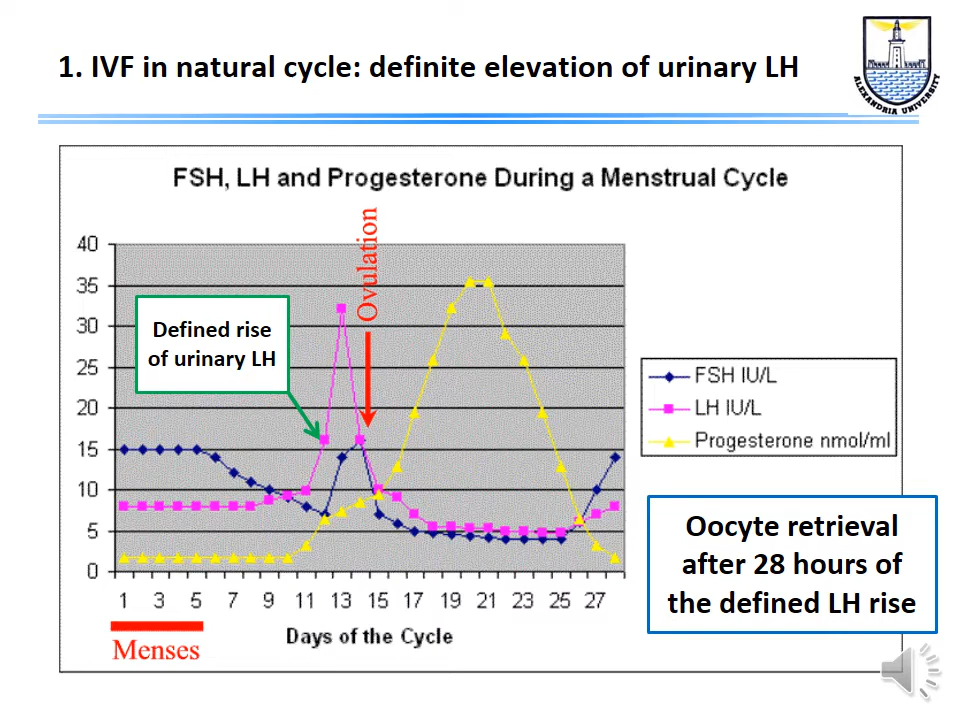 1. IVF in natural cycle: definite elevation of urinary LH
ALEXANDRIA UNIVERSITY
FSH, LH and Progesterone During a Menstrual Cycle
Ovulation
40
35
30
25
20
15
10
5
0
Defined rise
of urinary LH
FSH IU/L
LH IU/L
Progesterone nmol/ml
Oocyte retrieval
after 28 hours of
the defined LH rise
1 3 5 7 9 11 13 15 17 19 21 23 25 27
Days of the Cycle
Menses